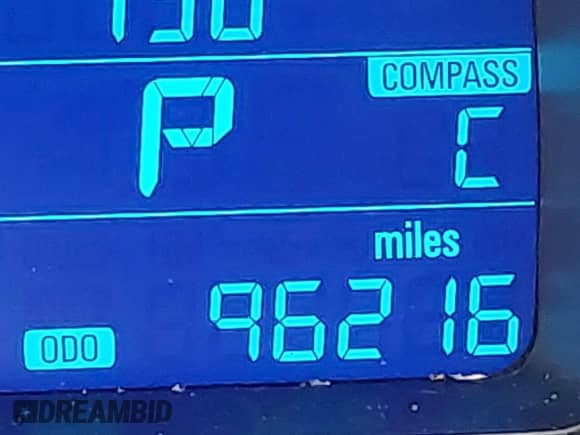 P
COMPASS
C
miles
ODO 96216
DREAMBID